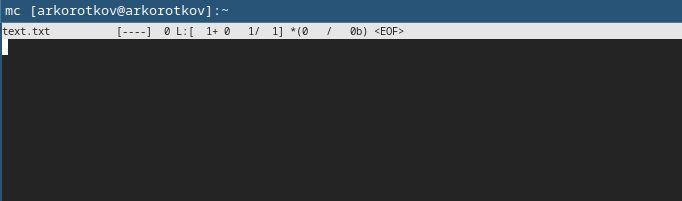 mc [arkorotkov@arkorotkov]:~
text.txt           [----]  0 L:[  1+ 0   1/  1] *(0   /   0b) <EOF>